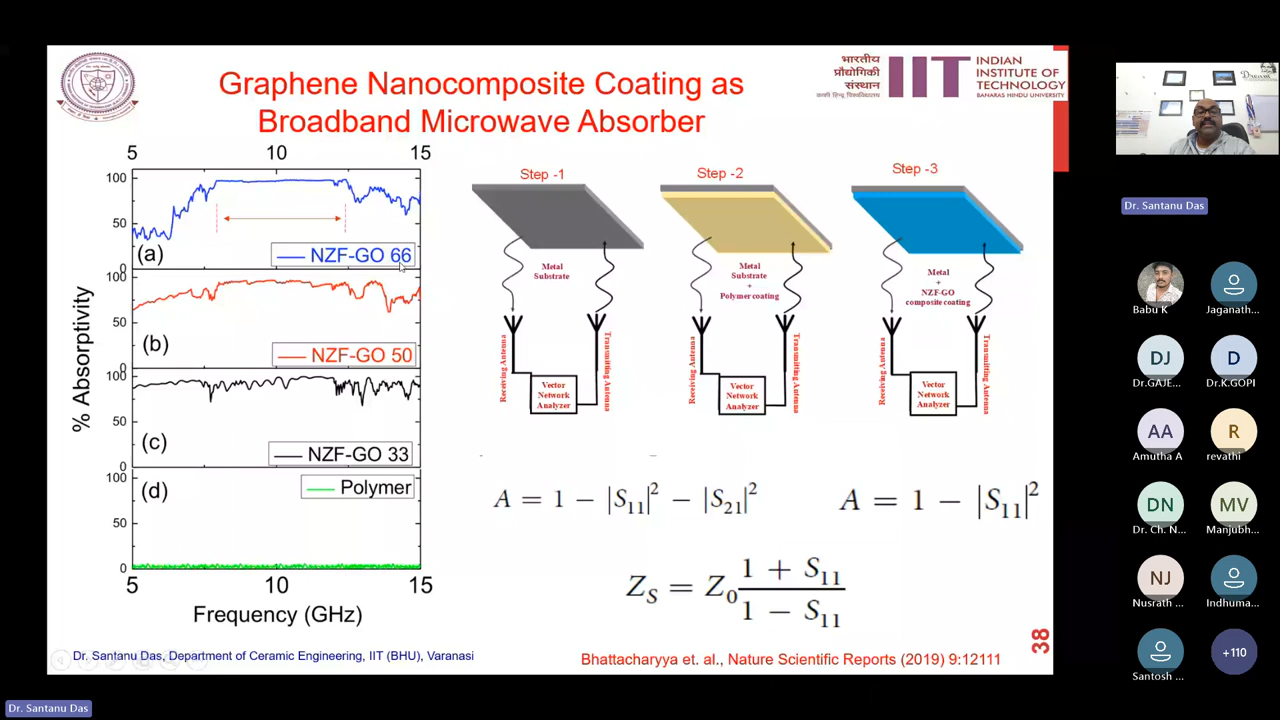 Graphene Nanocomposite Coating as
Broadband Microwave Absorber
भारतीय
प्रौद्योगिकी
संस्थान
काशी हिन्दू विश्वविद्यालय
IIT
INDIAN
INSTITUTE OF
TECHNOLOGY
BANARAS HINDU UNIVERSITY
5 10 15
100
50
0
(a)
NZF-GO 66
100
50
0
(b)
NZF-GO 50
100
50
0
(c)
NZF-GO 33
100
50
0
(d)
Polymer
5 10 15
% Absorptivity
Frequency (GHz)
Step -1
Metal
Substrate
Receiving Antenna
Transmitting Antenna
Vector
Network
Analyzer
Step -2
Metal
Substrate
+
Polymer coating
Receiving Antenna
Transmitting Antenna
Vector
Network
Analyzer
Step -3
Metal
+
NZF-GO
composite coating
Receiving Antenna
Transmitting Antenna
Vector
Network
Analyzer
A = 1 − |S₁₁|² − |S₂₁|²
A = 1 − |S₁₁|²
Z_S = Z₀ (1 + S₁₁)/(1 − S₁₁)
38
Dr. Santanu Das, Department of Ceramic Engineering, IIT (BHU), Varanasi
Bhattacharyya et. al., Nature Scientific Reports (2019) 9:12111
Dr. Santanu Das
Babu K
Jaganath...
DJ
Dr.GAJE...
D
Dr.K.GOPI
AA
Amutha A
R
revathi
DN
Dr. Ch. N...
MV
Manjubh...
NJ
Nusrath ...
Indhuma...
Santosh ...
+110
Dr. Santanu Das